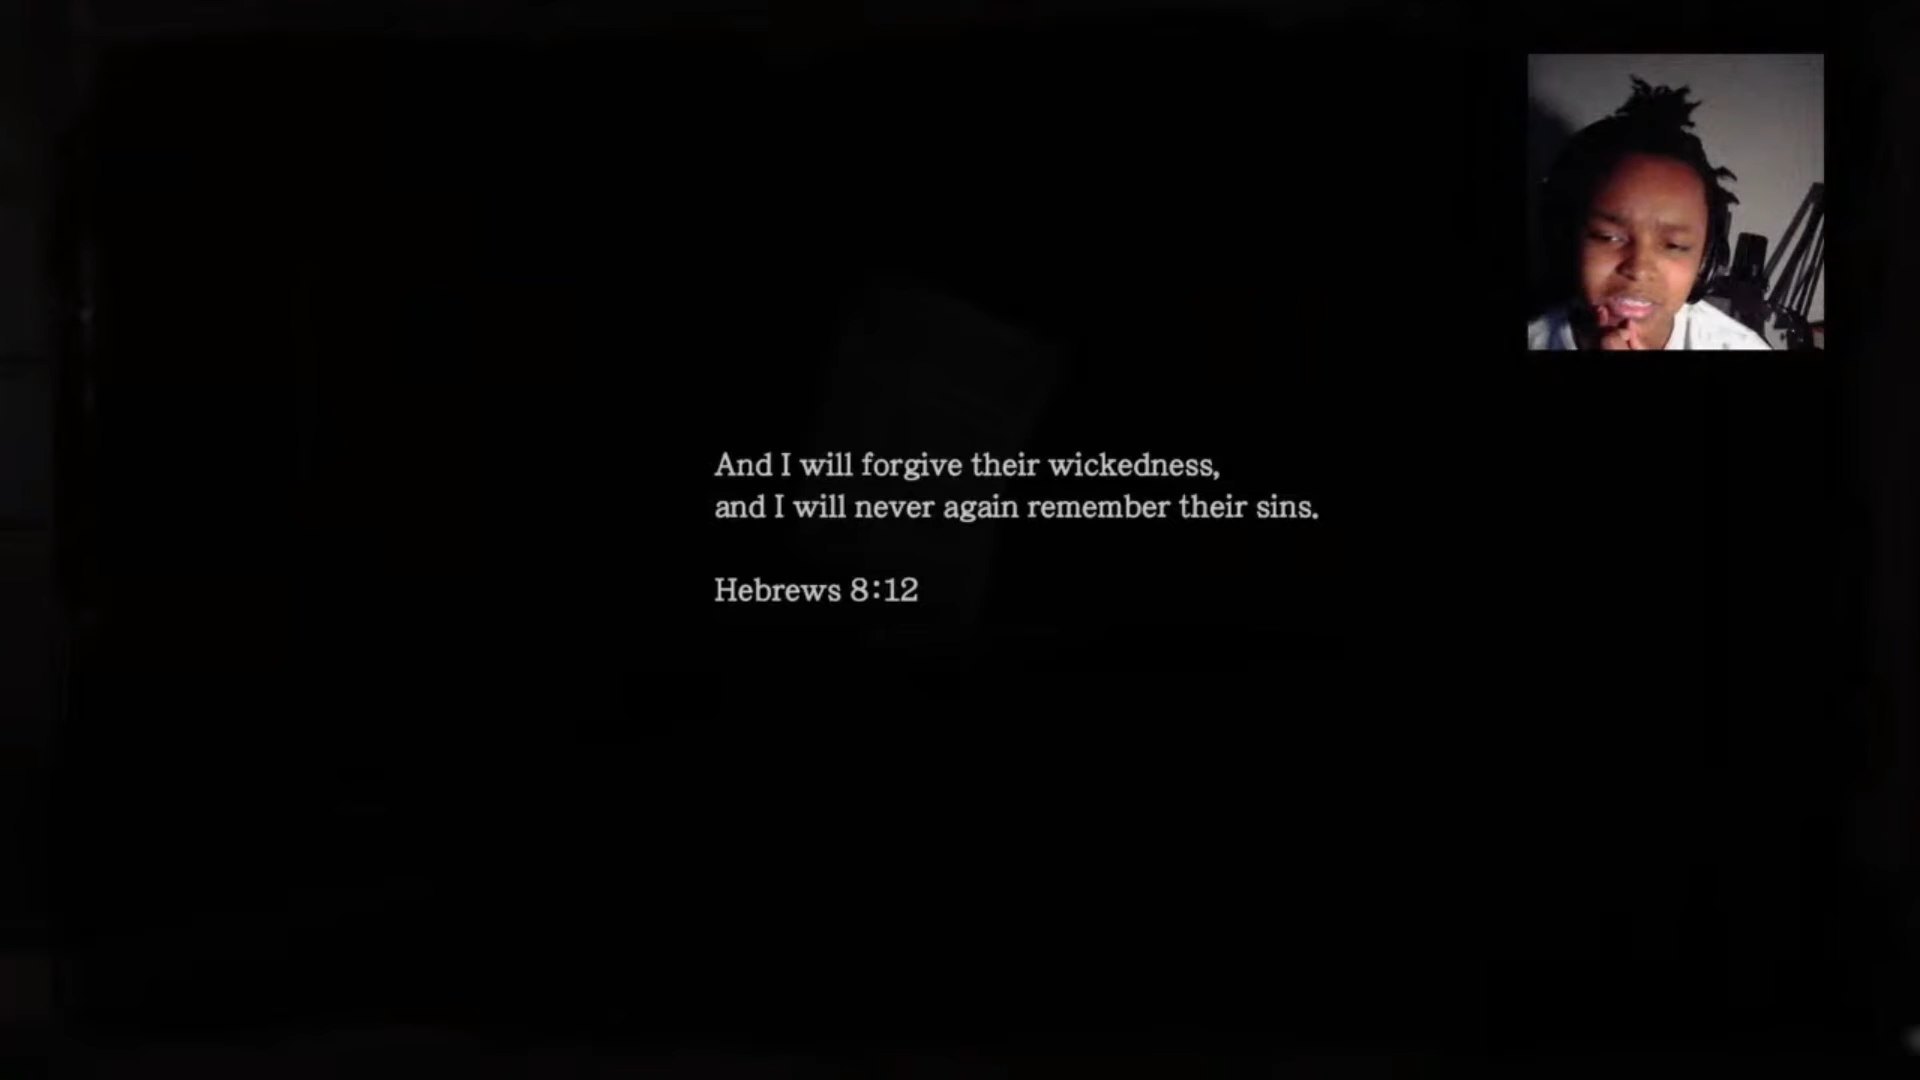 And I will forgive their wickedness,
and I will never again remember their sins.
Hebrews 8:12